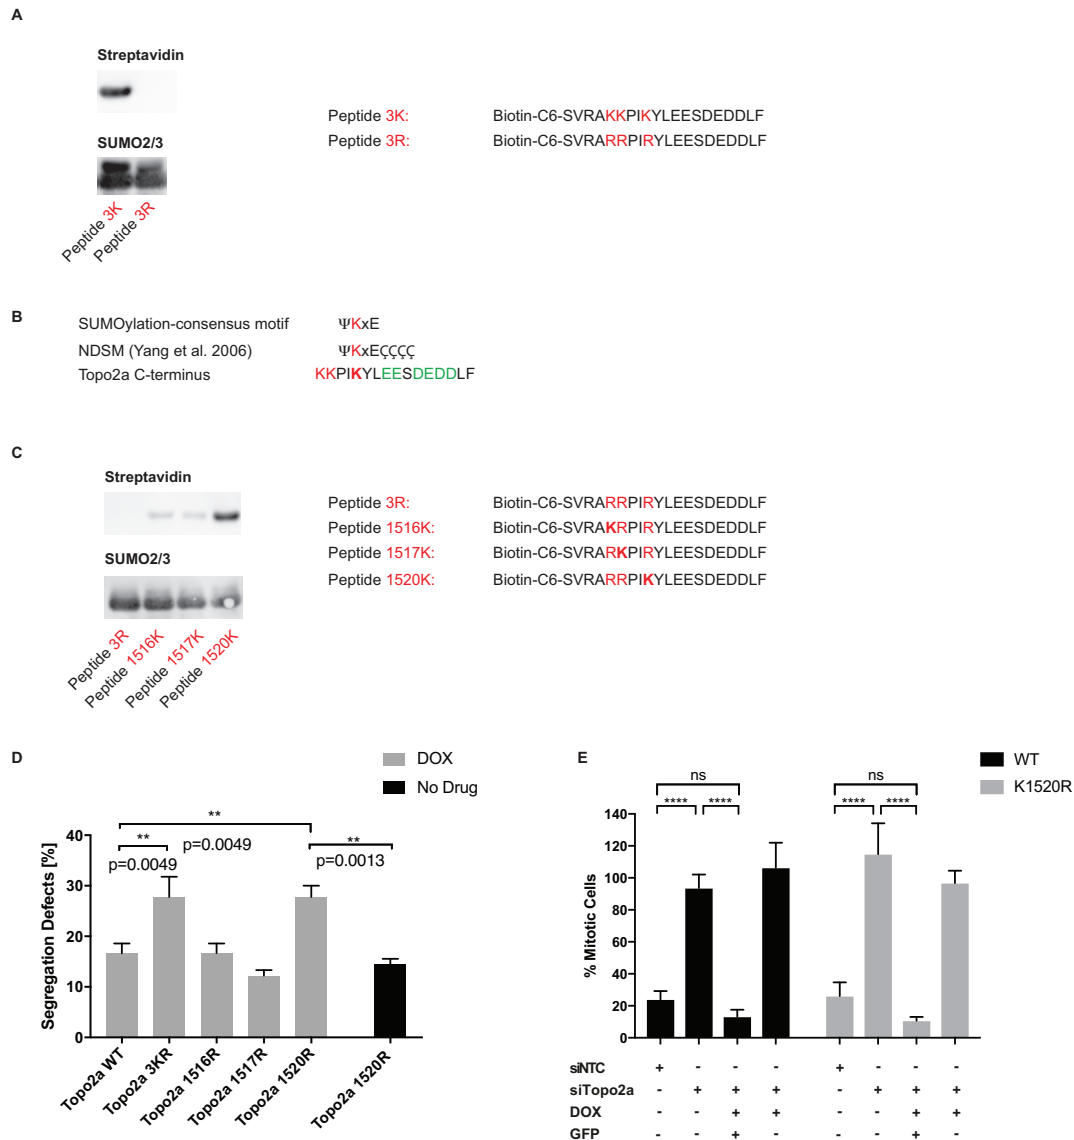 A
Streptavidin
SUMO2/3
Peptide 3K
Peptide 3R
Peptide 3K: Biotin-C6-SVRAKKPIKYLEESDEDDLF
Peptide 3R: Biotin-C6-SVRARRPIRYLEESDEDDLF
B
SUMOylation-consensus motif ΨKxE
NDSM (Yang et al. 2006) ΨKxEÇÇÇÇ
Topo2a C-terminus KKPIKYLEESDEDDLF
C
Streptavidin
SUMO2/3
Peptide 3R
Peptide 1516K
Peptide 1517K
Peptide 1520K
Peptide 3R: Biotin-C6-SVRARRPIRYLEESDEDDLF
Peptide 1516K: Biotin-C6-SVRAKRPIRYLEESDEDDLF
Peptide 1517K: Biotin-C6-SVRARKPIRYLEESDEDDLF
Peptide 1520K: Biotin-C6-SVRARRPIKYLEESDEDDLF
D
DOX
No Drug
**
** p=0.0049 **
p=0.0049 p=0.0013
Segregation Defects [%]
40
30
20
10
0
Topo2a WT
Topo2a 3KR
Topo2a 1516R
Topo2a 1517R
Topo2a 1520R
Topo2a 1520R
E
WT
K1520R
ns ns
**** **** **** ****
% Mitotic Cells
140
120
100
80
60
40
20
0
siNTC + - - - + - - -
siTopo2a - + + + - + + +
DOX - - + + - - + +
GFP - - + - - - + -